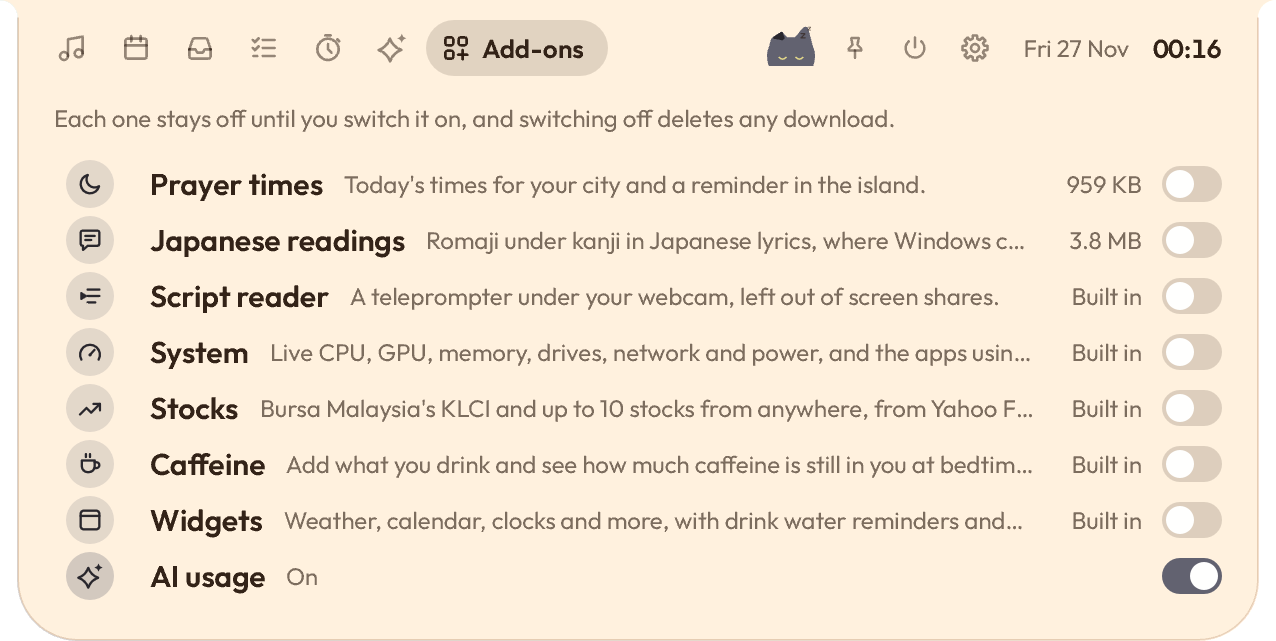 Add-ons Fri 27 Nov 00:16
Each one stays off until you switch it on, and switching off deletes any download.
Prayer times Today's times for your city and a reminder in the island. 959 KB
Japanese readings Romaji under kanji in Japanese lyrics, where Windows c... 3.8 MB
Script reader A teleprompter under your webcam, left out of screen shares. Built in
System Live CPU, GPU, memory, drives, network and power, and the apps usin... Built in
Stocks Bursa Malaysia's KLCI and up to 10 stocks from anywhere, from Yahoo F... Built in
Caffeine Add what you drink and see how much caffeine is still in you at bedtim... Built in
Widgets Weather, calendar, clocks and more, with drink water reminders and... Built in
AI usage On